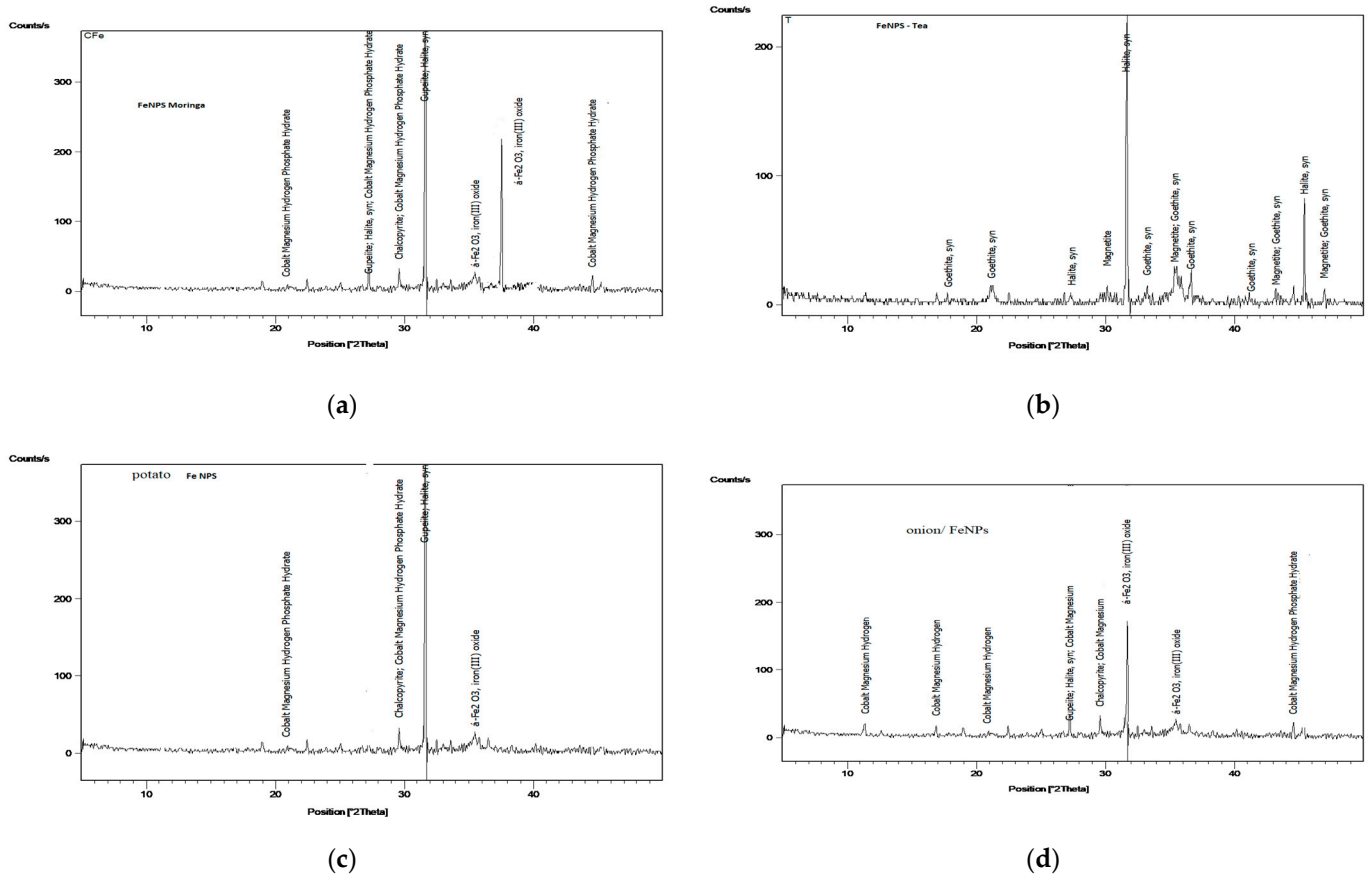 Counts/s
CFe
FeNPS Moringa
300
200
100
0
Cobalt Magnesium Hydrogen Phosphate Hydrate
Gupeiite; Halite, syn; Cobalt Magnesium Hydrogen Phosphate Hydrate
Chalcopyrite; Cobalt Magnesium Hydrogen Phosphate Hydrate
Gupeiite; Halite, syn
á-Fe2 O3, iron(III) oxide
á-Fe2 O3, iron(III) oxide
Cobalt Magnesium Hydrogen Phosphate Hydrate
10 20 30 40
Position [°2Theta]
(a)
Counts/s
T
FeNPS - Tea
200
100
0
Goethite, syn
Goethite, syn
Halite, syn
Magnetite
Halite, syn
Goethite, syn
Magnetite; Goethite, syn
Goethite, syn
Goethite, syn
Magnetite; Goethite, syn
Halite, syn
Magnetite; Goethite, syn
10 20 30 40
Position [°2Theta]
(b)
Counts/s
potato Fe NPS
300
200
100
0
Cobalt Magnesium Hydrogen Phosphate Hydrate
Chalcopyrite; Cobalt Magnesium Hydrogen Phosphate Hydrate
Gupeiite; Halite, syn
á-Fe2 O3, iron(III) oxide
10 20 30 40
Position [°2Theta]
(c)
Counts/s
onion/ FeNPs
300
200
100
0
Cobalt Magnesium Hydrogen
Cobalt Magnesium Hydrogen
Cobalt Magnesium Hydrogen
Gupeiite; Halite, syn; Cobalt Magnesium
Chalcopyrite; Cobalt Magnesium
á-Fe2 O3, iron(III) oxide
á-Fe2 O3, iron(III) oxide
Cobalt Magnesium Hydrogen Phosphate Hydrate
10 20 30 40
Position [°2Theta]
(d)